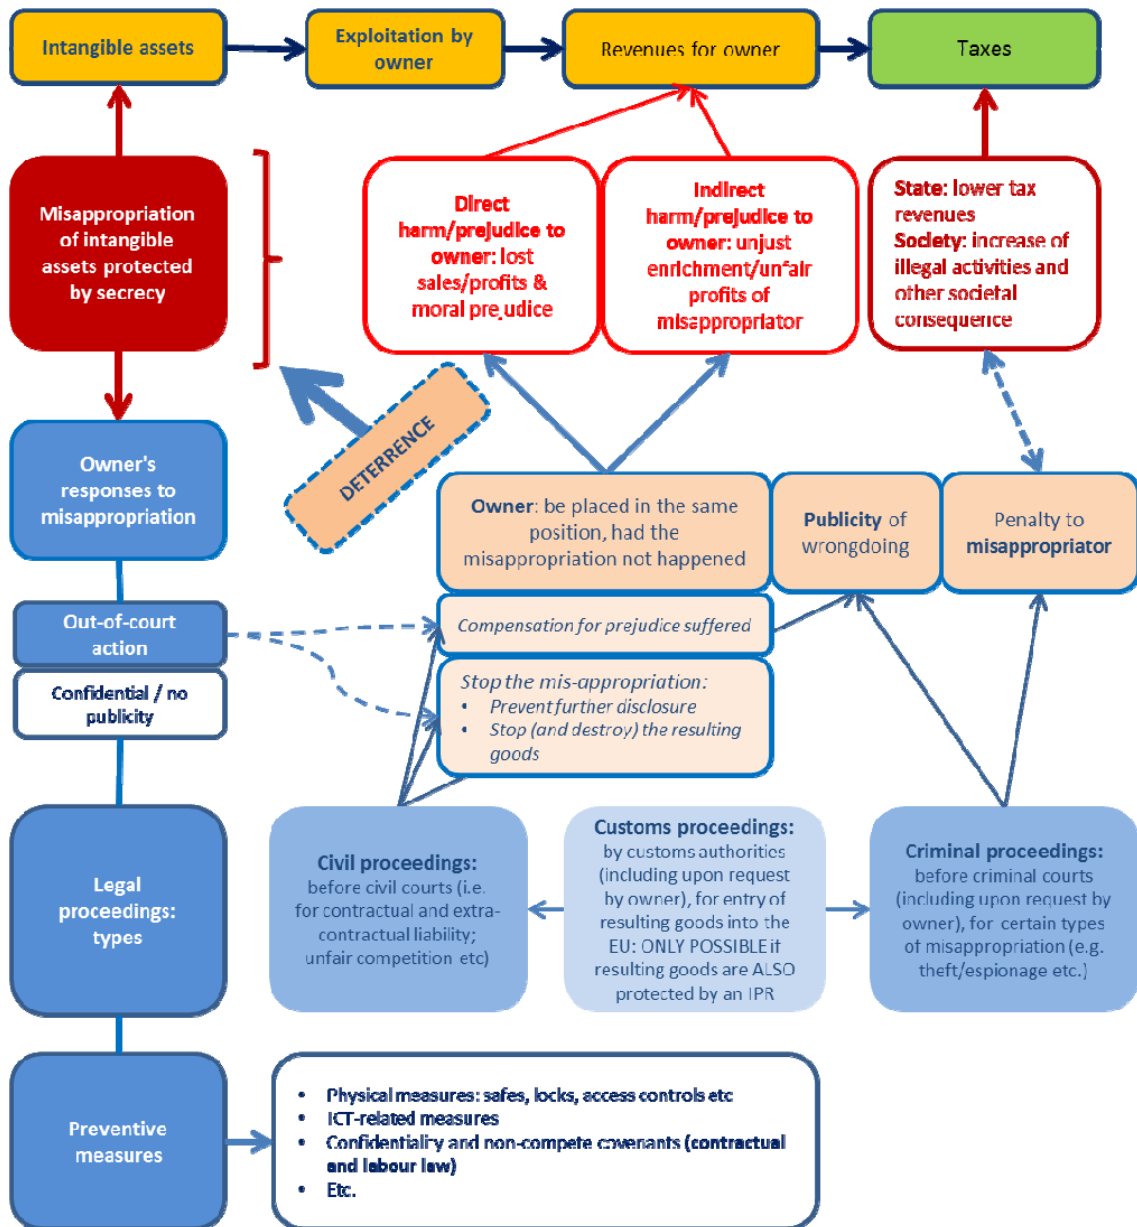 Intangible assets
Exploitation by
owner
Revenues for owner
Taxes
Misappropriation
of intangible
assets protected
by secrecy
Direct
harm/prejudice to
owner: lost
sales/profits &
moral prejudice
Indirect
harm/prejudice to
owner: unjust
enrichment/unfair
profits of
misappropriator
State: lower tax
revenues
Society: increase of
illegal activities and
other societal
consequence
DETERRENCE
Owner's
responses to
misappropriation
Owner: be placed in the same
position, had the
misappropriation not happened
Publicity of
wrongdoing
Penalty to
misappropriator
Out-of-court
action
Confidential / no
publicity
Compensation for prejudice suffered
Stop the mis-appropriation:
• Prevent further disclosure
• Stop (and destroy) the resulting
goods
Legal
proceedings:
types
Civil proceedings:
before civil courts (i.e.
for contractual and extra-
contractual liability;
unfair competition etc)
Customs proceedings:
by customs authorities
(including upon request
by owner), for entry of
resulting goods into the
EU: ONLY POSSIBLE if
resulting goods are ALSO
protected by an IPR
Criminal proceedings:
before criminal courts
(including upon request by
owner), for certain types
of misappropriation (e.g.
theft/espionage etc.)
Preventive
measures
• Physical measures: safes, locks, access controls etc
• ICT-related measures
• Confidentiality and non-compete covenants (contractual
and labour law)
• Etc.